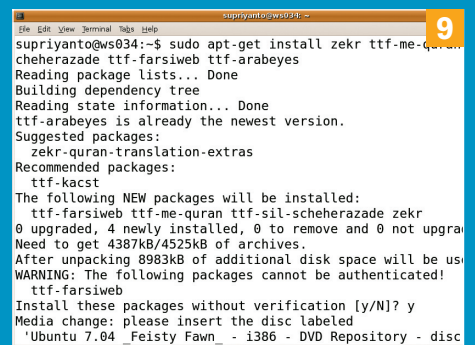 supriyanto@ws034: ~
9
File Edit View Terminal Tabs Help
supriyanto@ws034:~$ sudo apt-get install zekr ttf-me-quran
cheherazade ttf-farsiweb ttf-arabeyes
Reading package lists... Done
Building dependency tree
Reading state information... Done
ttf-arabeyes is already the newest version.
Suggested packages:
zekr-quran-translation-extras
Recommended packages:
ttf-kacst
The following NEW packages will be installed:
ttf-farsiweb ttf-me-quran ttf-sil-scheherazade zekr
0 upgraded, 4 newly installed, 0 to remove and 0 not upgra
Need to get 4387kB/4525kB of archives.
After unpacking 8983kB of additional disk space will be us
WARNING: The following packages cannot be authenticated!
ttf-farsiweb
Install these packages without verification [y/N]? y
Media change: please insert the disc labeled
'Ubuntu 7.04 _Feisty Fawn_ - i386 - DVD Repository - disc